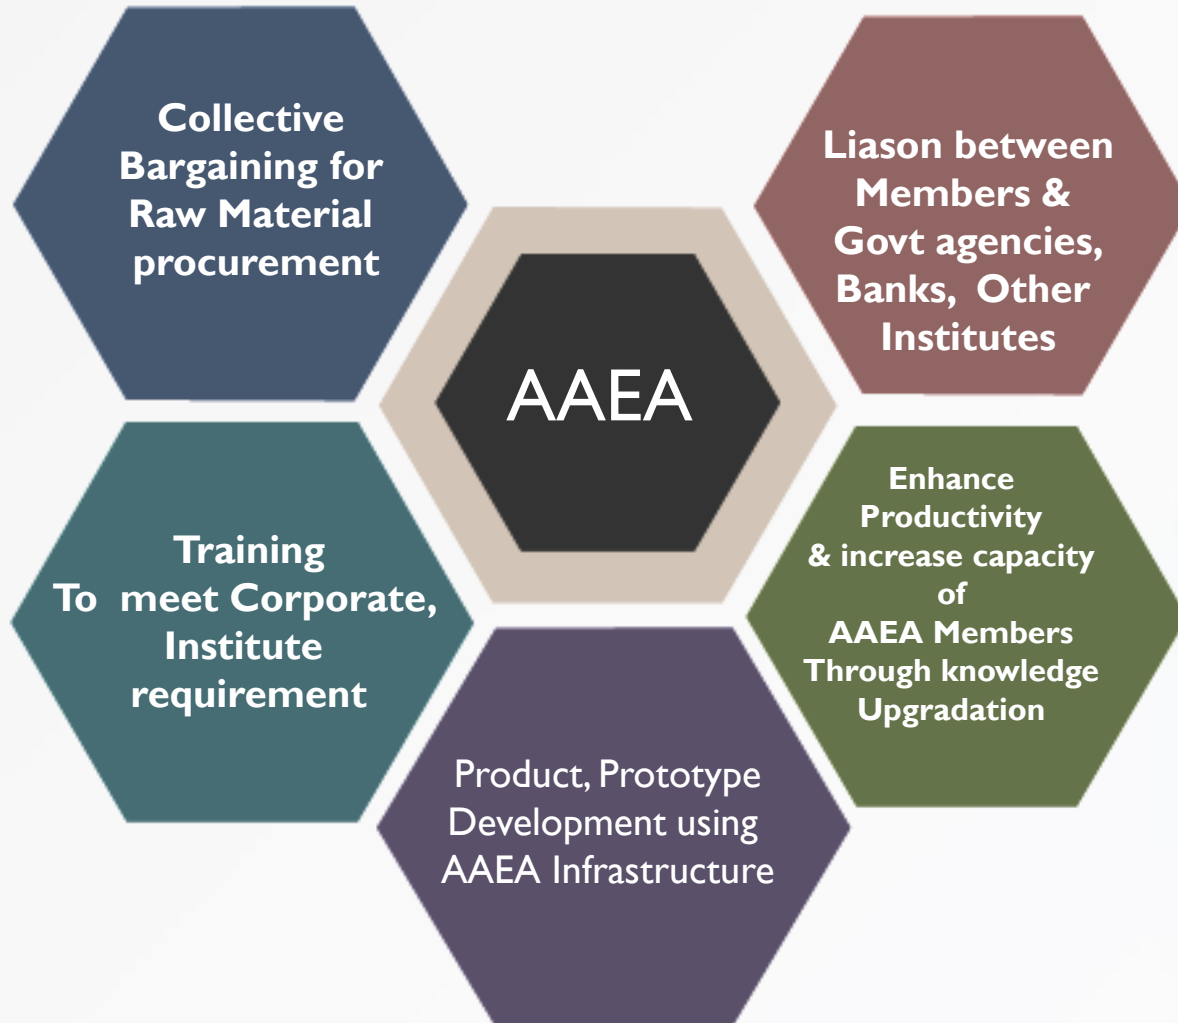 Collective
Bargaining for
Raw Material
procurement
Liason between
Members &
Govt agencies,
Banks, Other
Institutes
AAEA
Training
To meet Corporate,
Institute
requirement
Enhance
Productivity
& increase capacity
of
AAEA Members
Through knowledge
Upgradation
Product, Prototype
Development using
AAEA Infrastructure